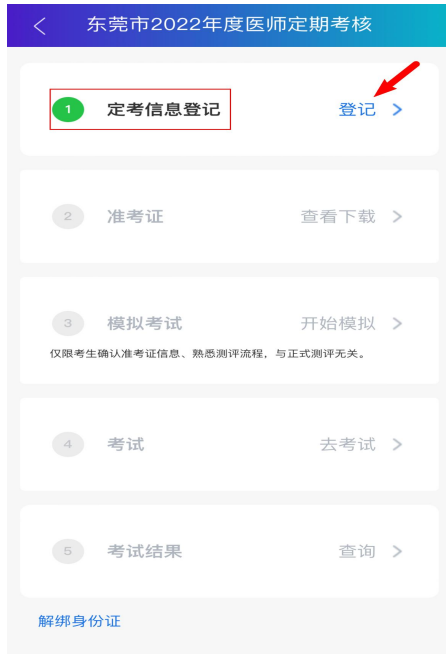 东莞市2022年度医师定期考核
1 定考信息登记 登记
2 准考证 查看下载
3 模拟考试 开始模拟
仅限考生确认准考证信息、熟悉测评流程，与正式测评无关。
4 考试 去考试
5 考试结果 查询
解绑身份证